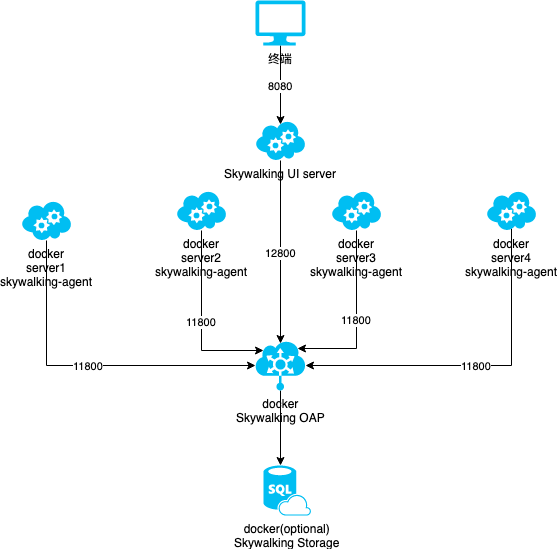 终端
8080
Skywalking UI server
docker
server1
skywalking-agent
docker
server2
skywalking-agent
12800
docker
server3
skywalking-agent
docker
server4
skywalking-agent
11800
11800
11800
11800
docker
Skywalking OAP
SQL
docker(optional)
Skywalking Storage